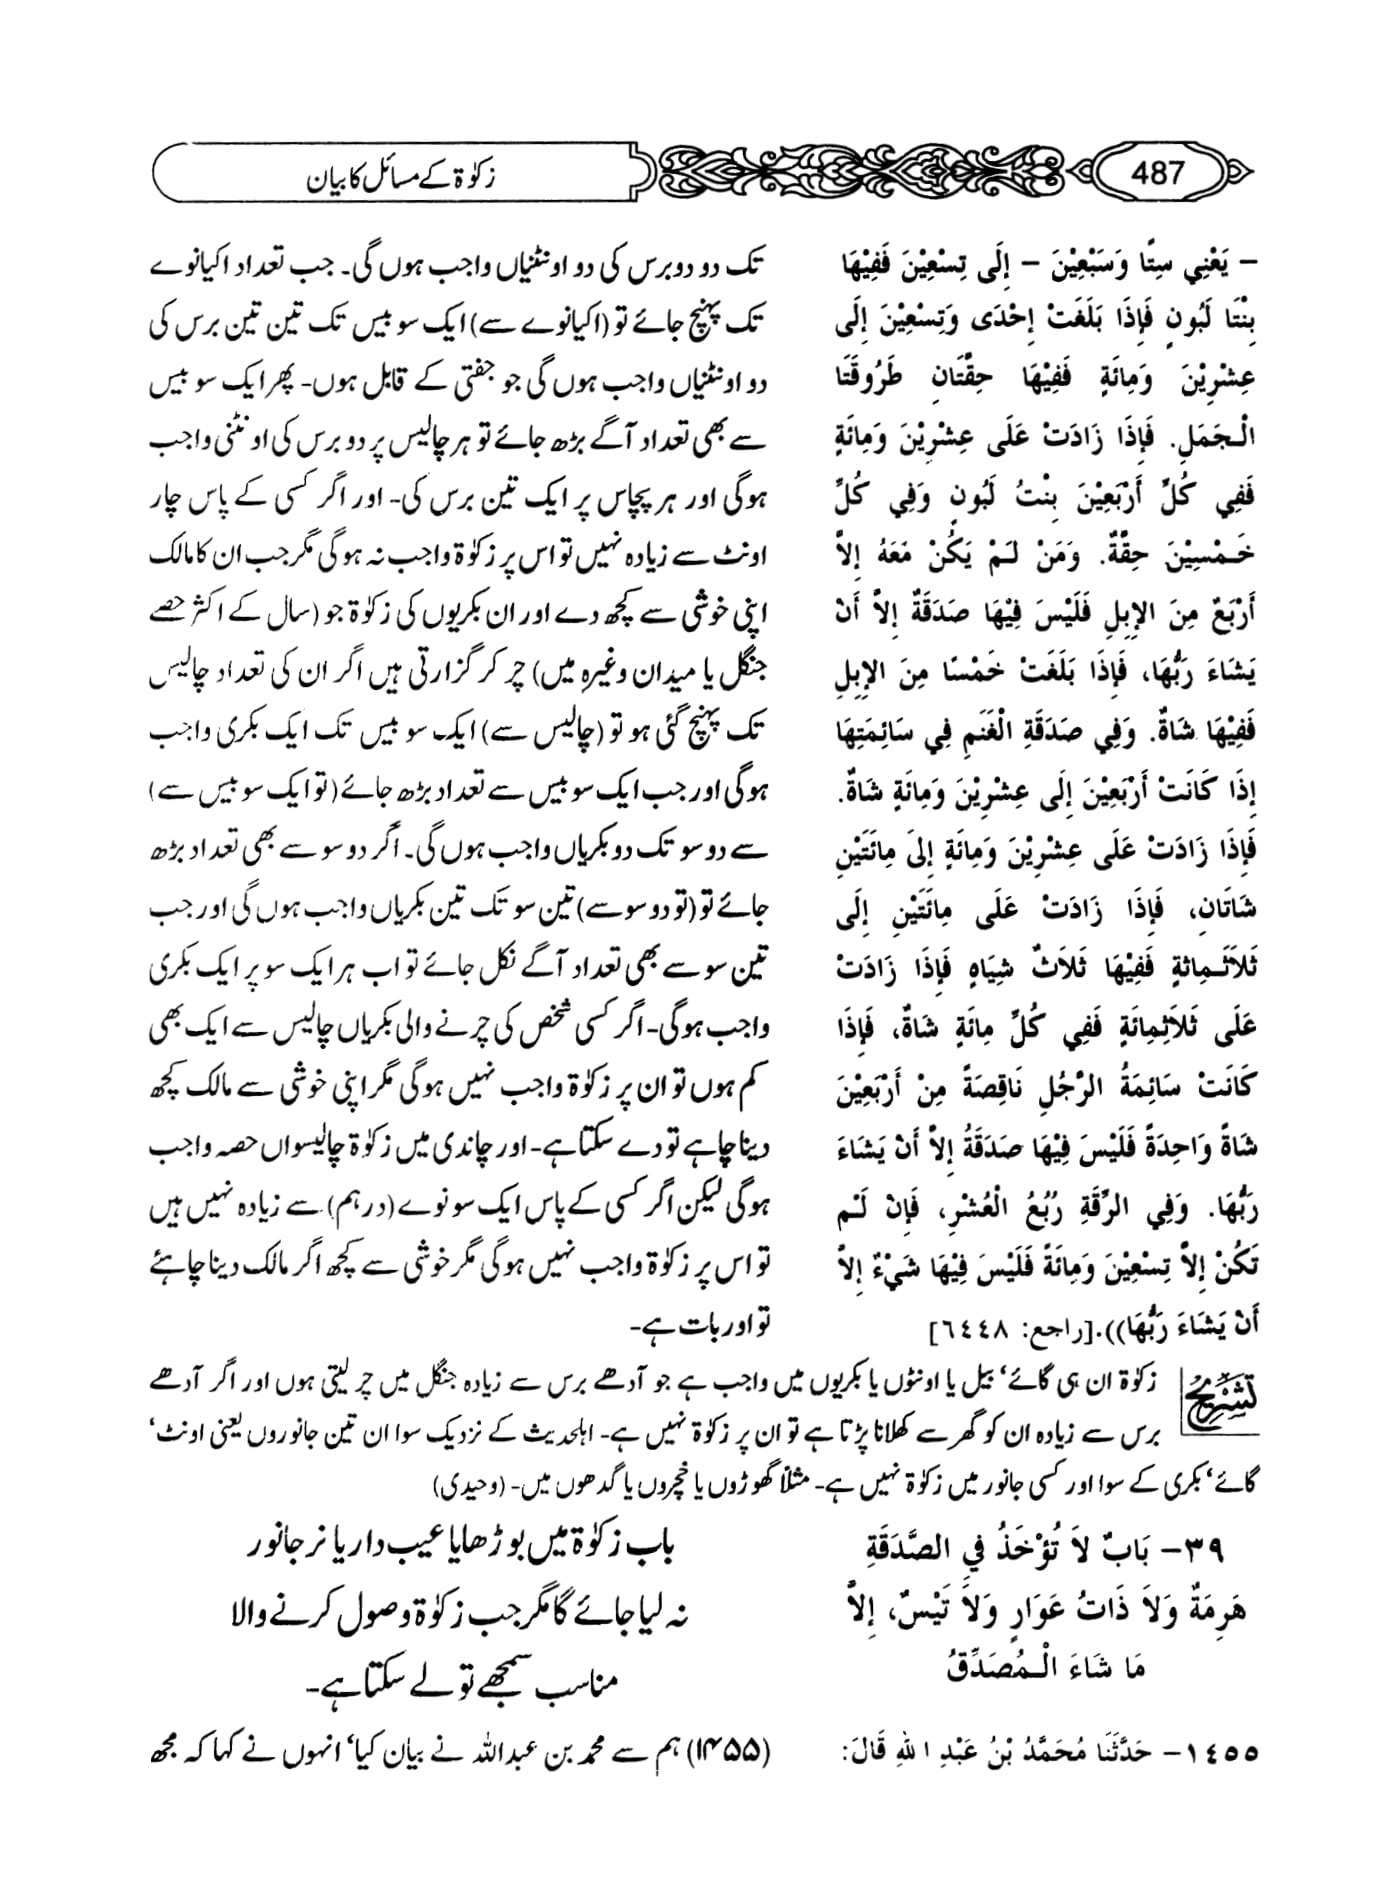 487
زکوٰۃ کے مسائل کا بیان
– يَعْنِي سِتًّا وَسَبْعِيْنَ – إِلَى تِسْعِيْنَ فَفِيْهَا
بِنْتَا لَبُونٍ فَإِذَا بَلَغَتْ إِحْدَى وَتِسْعِيْنَ إِلَى
عِشْرِيْنَ وَمِائَةٍ فَفِيْهَا حِقَّتَانِ طَرُوقَتَا
الْجَمَلِ. فَإِذَا زَادَتْ عَلَى عِشْرِيْنَ وَمِائَةٍ
فَفِي كُلِّ أَرْبَعِيْنَ بِنْتُ لَبُونٍ وَفِي كُلِّ
خَمْسِيْنَ حِقَّةٌ. وَمَنْ لَمْ يَكُنْ مَعَهُ إِلاَّ
أَرْبَعٌ مِنَ الإِبِلِ فَلَيْسَ فِيْهَا صَدَقَةٌ إِلاَّ أَنْ
يَشَاءَ رَبُّهَا، فَإِذَا بَلَغَتْ خَمْسًا مِنَ الإِبِلِ
فَفِيْهَا شَاةٌ. وَفِي صَدَقَةِ الْغَنَمِ فِي سَائِمَتِهَا
إِذَا كَانَتْ أَرْبَعِيْنَ إِلَى عِشْرِيْنَ وَمِائَةٍ شَاةٌ.
فَإِذَا زَادَتْ عَلَى عِشْرِيْنَ وَمِائَةٍ إِلَى مِائَتَيْنِ
شَاتَانِ، فَإِذَا زَادَتْ عَلَى مِائَتَيْنِ إِلَى
ثَلاَثَمِائَةٍ فَفِيْهَا ثَلاَثُ شِيَاهٍ فَإِذَا زَادَتْ
عَلَى ثَلاَثِمِائَةٍ فَفِي كُلِّ مِائَةٍ شَاةٌ، فَإِذَا
كَانَتْ سَائِمَةُ الرَّجُلِ نَاقِصَةً مِنْ أَرْبَعِيْنَ
شَاةً وَاحِدَةً فَلَيْسَ فِيْهَا صَدَقَةُ إِلاَّ أَنْ يَشَاءَ
رَبُّهَا. وَفِي الرِّقَةِ رُبُعُ الْعُشْرِ، فَإِنْ لَمْ
تَكُنْ إِلاَّ تِسْعِيْنَ وَمِائَةً فَلَيْسَ فِيْهَا شَيْءٌ إِلاَّ
أَنْ يَشَاءَ رَبُّهَا)).[راجع: ٦٤٤٨]
تک دو دو برس کی دو اونٹنیاں واجب ہوں گی۔ جب تعداد اکیانوے
تک پہنچ جائے تو (اکیانوے سے) ایک سو بیس تک تین تین برس کی
دو اونٹنیاں واجب ہوں گی جو جفتی کے قابل ہوں۔ پھر ایک سو بیس
سے بھی تعداد آگے بڑھ جائے تو ہر چالیس پر دو برس کی اونٹنی واجب
ہوگی اور ہر پچاس پر ایک تین برس کی۔ اور اگر کسی کے پاس چار
اونٹ سے زیادہ نہیں تو اس پر زکوٰۃ واجب نہ ہوگی مگر جب ان کا مالک
اپنی خوشی سے کچھ دے اور ان بکریوں کی زکوٰۃ جو (سال کے اکثر حصے
جنگل یا میدان وغیرہ میں) چر کر گزارتی ہیں اگر ان کی تعداد چالیس
تک پہنچ گئی ہو تو (چالیس سے) ایک سو بیس تک ایک بکری واجب
ہوگی اور جب ایک سو بیس سے تعداد بڑھ جائے (تو ایک سو بیس سے)
سے دو سو تک دو بکریاں واجب ہوں گی۔ اگر دو سو سے بھی تعداد بڑھ
جائے تو (تو دو سو سے) تین سو تک تین بکریاں واجب ہوں گی اور جب
تین سو سے بھی تعداد آگے نکل جائے تو اب ہر ایک سو پر ایک بکری
واجب ہوگی۔ اگر کسی شخص کی چرنے والی بکریاں چالیس سے ایک بھی
کم ہوں تو ان پر زکوٰۃ واجب نہیں ہوگی مگر اپنی خوشی سے مالک کچھ
دینا چاہے تو دے سکتا ہے۔ اور چاندی میں زکوٰۃ چالیسواں حصہ واجب
ہوگی لیکن اگر کسی کے پاس ایک سو نوے (درہم) سے زیادہ نہیں ہیں
تو اس پر زکوٰۃ واجب نہیں ہوگی مگر خوشی سے کچھ اگر مالک دینا چاہئے
تو اور بات ہے۔
تشریح
زکوٰۃ ان ہی گائے‘ بیل یا اونٹوں یا بکریوں میں واجب ہے جو آدھے برس سے زیادہ جنگل میں چر لیتی ہوں اور اگر آدھے
برس سے زیادہ ان کو گھر سے کھلانا پڑتا ہے تو ان پر زکوٰۃ نہیں ہے۔ اہلحدیث کے نزدیک سوا ان تین جانوروں یعنی اونٹ‘
گائے‘ بکری کے سوا اور کسی جانور میں زکوٰۃ نہیں ہے۔ مثلاً گھوڑوں یا خچروں یا گدھوں میں۔ (وحیدی)
٣٩– بَابٌ لاَ تُؤْخَذُ فِي الصَّدَقَةِ
هَرِمَةٌ وَلاَ ذَاتُ عَوَارٍ وَلاَ تَيْسٌ، إِلاَّ
مَا شَاءَ الْمُصَدِّقُ
باب زکوٰۃ میں بوڑھا یا عیب دار یا نر جانور
نہ لیا جائے گا مگر جب زکوٰۃ وصول کرنے والا
مناسب سمجھے تو لے سکتا ہے۔
١٤٥٥– حَدَّثَنَا مُحَمَّدُ بْنُ عَبْدِ اللهِ قَالَ:
(۱۴۵۵) ہم سے محمد بن عبداللہ نے بیان کیا‘ انہوں نے کہا کہ مجھ